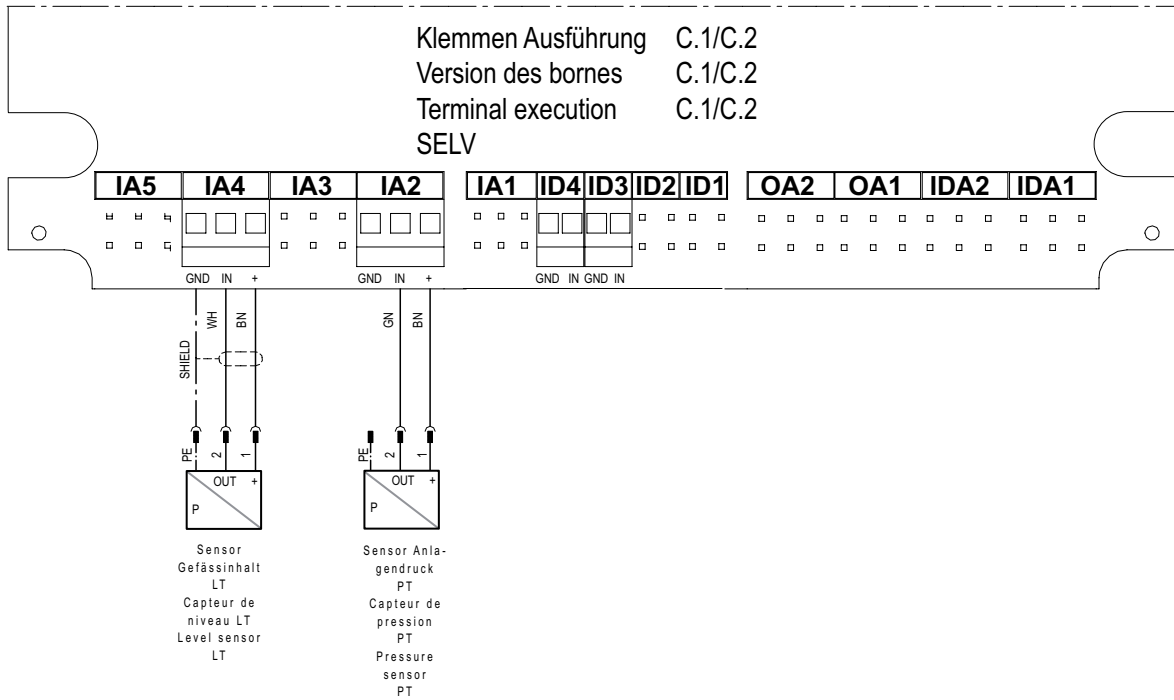 Klemmen Ausführung C.1/C.2
Version des bornes C.1/C.2
Terminal execution C.1/C.2
SELV
IA5 IA4 IA3 IA2 IA1 ID4 ID3 ID2 ID1 OA2 OA1 IDA2 IDA1
GND IN + GND IN + GND IN GND IN
SHIELD WH BN GN BN
PE 2 1 PE 2 1
OUT + OUT +
P P
Sensor
Gefässinhalt
LT
Capteur de
niveau LT
Level sensor
LT
Sensor Anla-
gendruck
PT
Capteur de
pression
PT
Pressure
sensor
PT